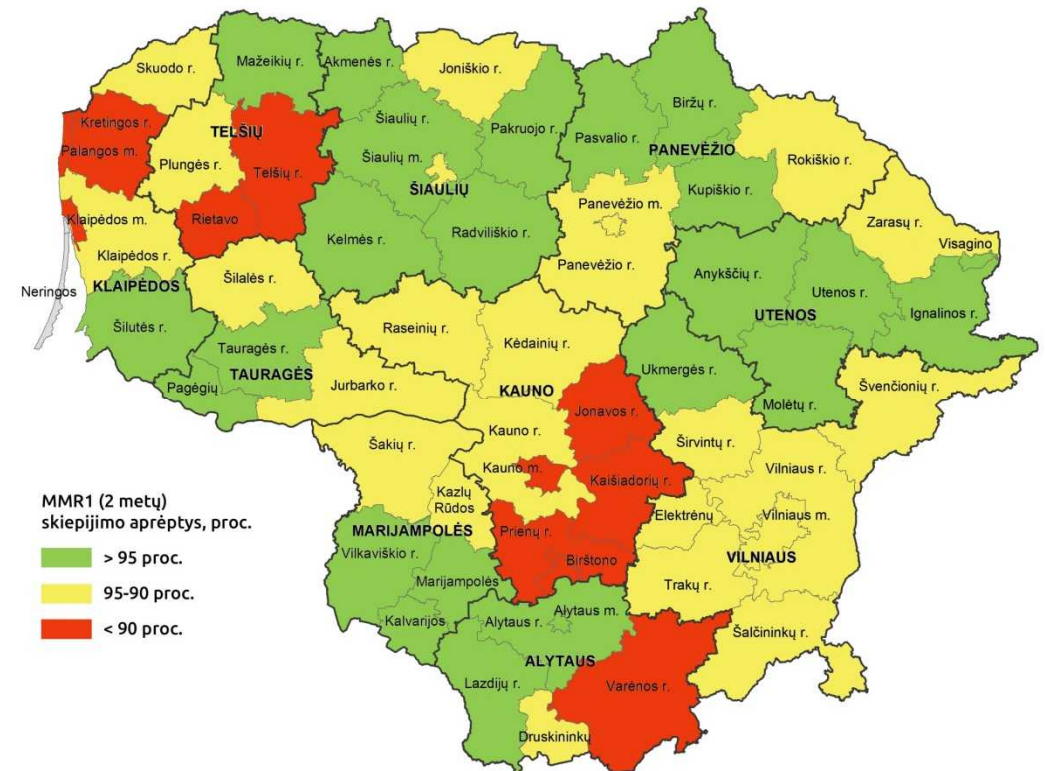 Skuodo r.
Mažeikių r.
Akmenės r.
Joniškio r.
Kretingos r.
Palangos m.
TELŠIŲ
Plungės r.
Telšių r.
Rietavo
Šiaulių r.
Šiaulių m.
ŠIAULIŲ
Pakruojo r.
Pasvalio r.
Biržų r.
PANEVĖŽIO
Rokiškio r.
Kupiškio r.
Panevėžio m.
Panevėžio r.
Zarasų r.
Visagino
Klaipėdos m.
Klaipėdos r.
KLAIPĖDOS
Neringos
Šilutės r.
Šilalės r.
Kelmės r.
Radviliškio r.
Anykščių r.
Utenos r.
UTENOS
Ignalinos r.
Tauragės r.
TAURAGĖS
Pagėgių
Raseinių r.
Jurbarko r.
Kėdainių r.
KAUNO
Ukmergės r.
Molėtų r.
Švenčionių r.
Jonavos r.
Kauno r.
Kauno m.
Šakių r.
Kazlų
Rūdos
Kaišiadorių r.
Širvintų r.
Vilniaus r.
Elektrėnų
Vilniaus m.
VILNIAUS
Trakų r.
MARIJAMPOLĖS
Vilkaviškio r.
Prienų r.
Birštono
Marijampolės
Kalvarijos
Alytaus r.
Alytaus m.
ALYTAUS
Šalčininkų r.
Lazdijų r.
Varėnos r.
Druskininkų
MMR1 (2 metų)
skiepijimo aprėptys, proc.
> 95 proc.
95-90 proc.
< 90 proc.